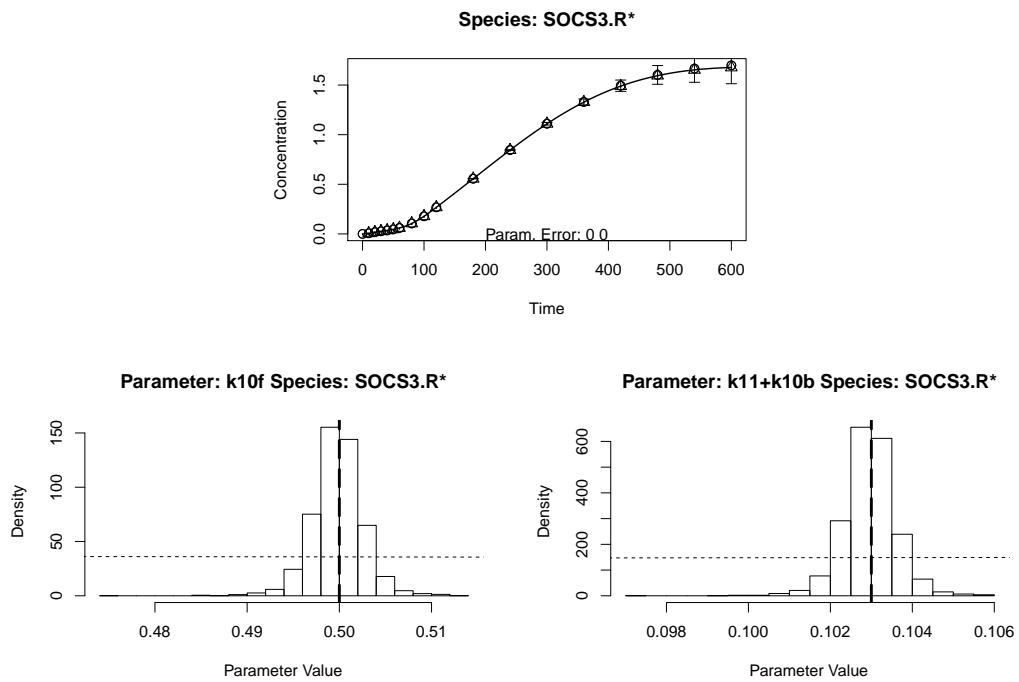 Species: SOCS3.R*
Concentration
0.0 0.5 1.0 1.5
Param. Error: 0 0
0 100 200 300 400 500 600
Time
Parameter: k10f Species: SOCS3.R*
Density
0 50 100 150
0.48 0.49 0.50 0.51
Parameter Value
Parameter: k11+k10b Species: SOCS3.R*
Density
0 200 400 600
0.098 0.100 0.102 0.104 0.106
Parameter Value